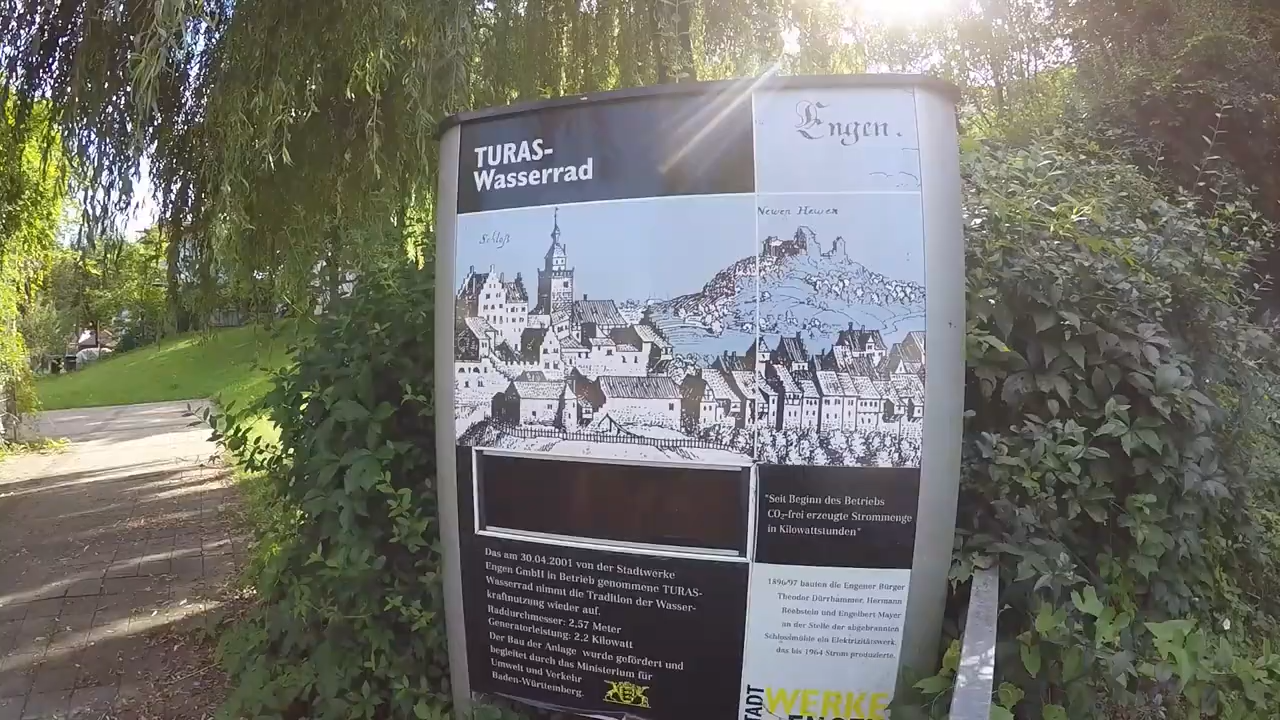 TURAS-
Wasserrad
Engen.
Schloß
Newen Hewen
"Seit Beginn des Betriebs
CO₂-frei erzeugte Strommenge
in Kilowattstunden"
Das am 30.04.2001 von der Stadtwerke
Engen GmbH in Betrieb genommene TURAS-
Wasserrad nimmt die Tradition der Wasser-
kraftnutzung wieder auf.
Raddurchmesser: 2,57 Meter
Generatorleistung: 2,2 Kilowatt
Der Bau der Anlage wurde gefördert und
begleitet durch das Ministerium für
Umwelt und Verkehr
Baden-Württemberg.
1896/97 bauten die Engener Bürger
Theodor Dürrhammer, Hermann
Reebstein und Engelbert Mayer
an der Stelle der abgebrannten
Schlossmühle ein Elektrizitätswerk,
das bis 1964 Strom produzierte.
STADT
WERKE
ENGEN